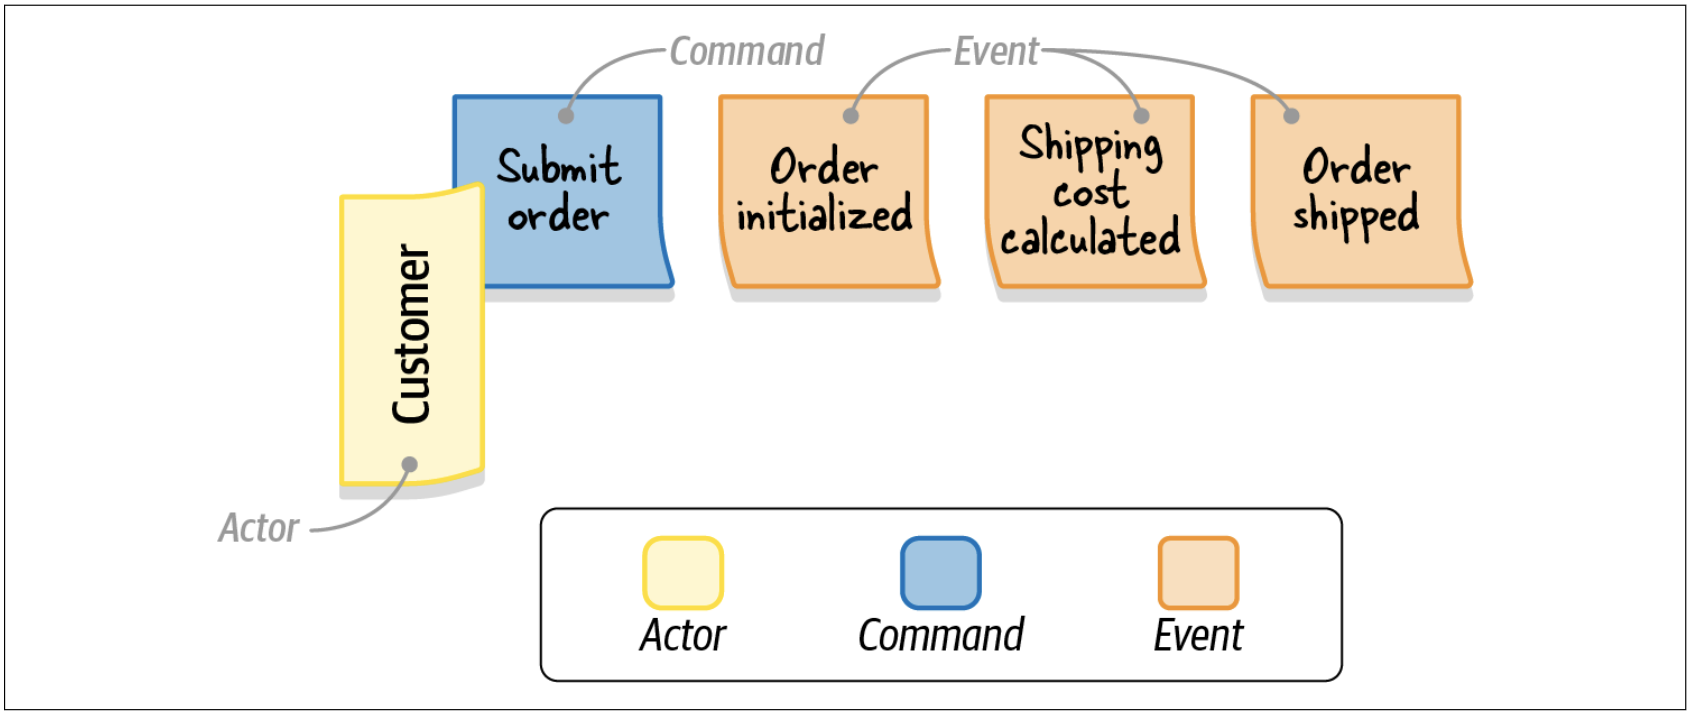 Command
Event
Submit
order
Order
initialized
Shipping
cost
calculated
Order
shipped
Customer
Actor
Actor
Command
Event